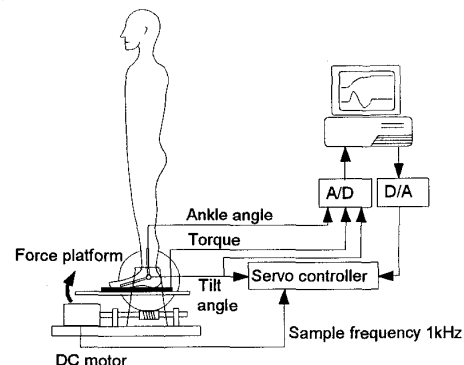 A/D
D/A
Ankle angle
Torque
Force platform
Tilt
angle
Servo controller
Sample frequency 1kHz
DC motor